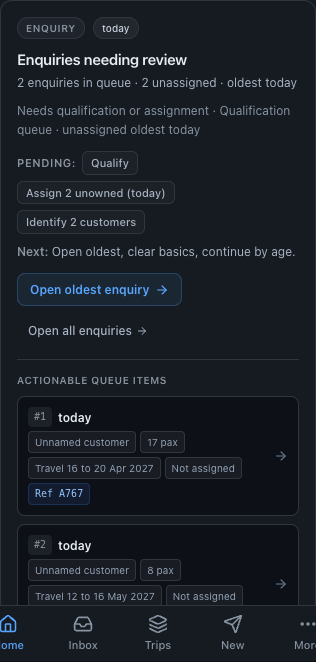 ENQUIRY today
Enquiries needing review
2 enquiries in queue · 2 unassigned · oldest today
Needs qualification or assignment · Qualification
queue · unassigned oldest today
PENDING: Qualify
Assign 2 unowned (today)
Identify 2 customers
Next: Open oldest, clear basics, continue by age.
Open oldest enquiry →
Open all enquiries →
ACTIONABLE QUEUE ITEMS
#1 today
Unnamed customer 17 pax
Travel 16 to 20 Apr 2027 Not assigned
Ref A767
#2 today
Unnamed customer 8 pax
Travel 12 to 16 May 2027 Not assigned
ome Inbox Trips New Mor